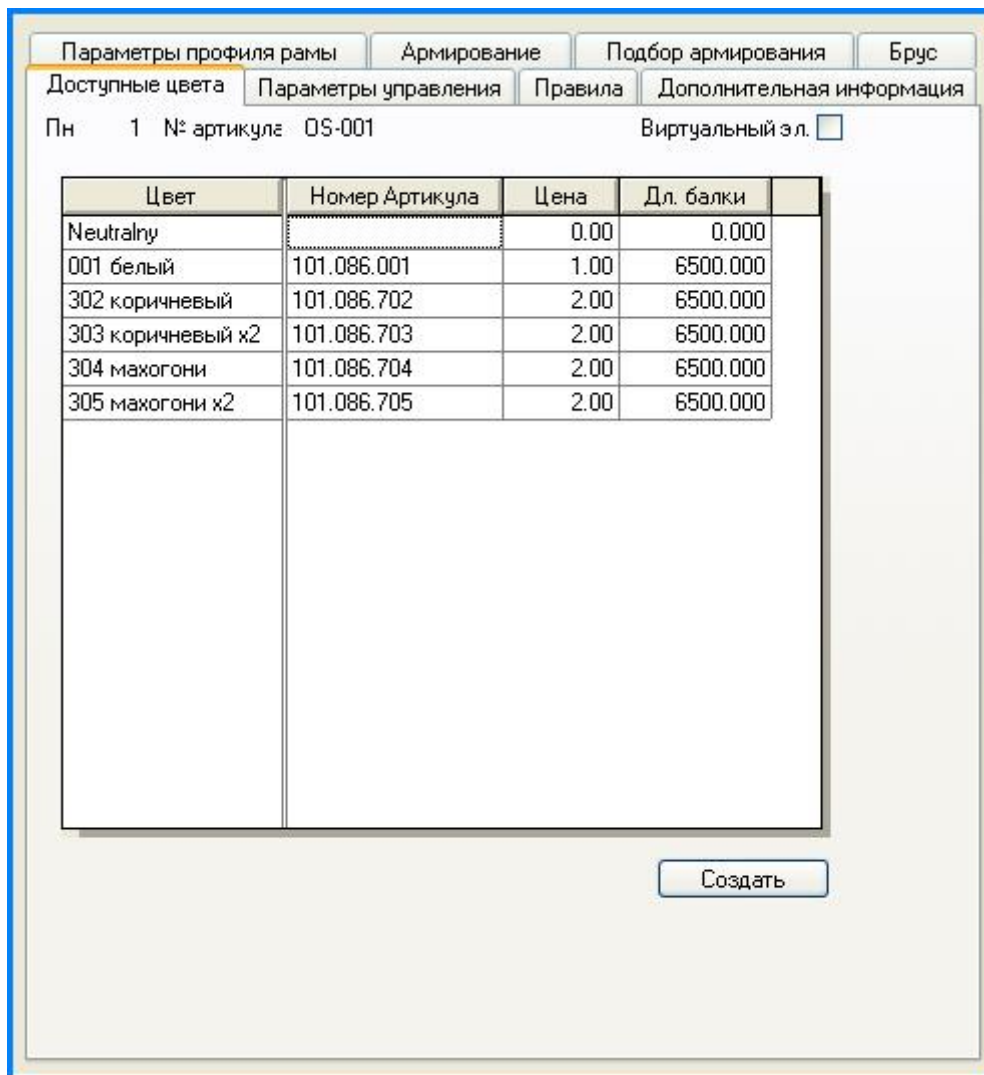 Параметры профиля рамы Армирование Подбор армирования Брус
Доступные цвета Параметры управления Правила Дополнительная информация
Пн 1 № артикула OS-001 Виртуальный эл.
Цвет Номер Артикула Цена Дл. балки
Neutralny 0.00 0.000
001 белый 101.086.001 1.00 6500.000
302 коричневый 101.086.702 2.00 6500.000
303 коричневый x2 101.086.703 2.00 6500.000
304 махогони 101.086.704 2.00 6500.000
305 махогони x2 101.086.705 2.00 6500.000
Создать